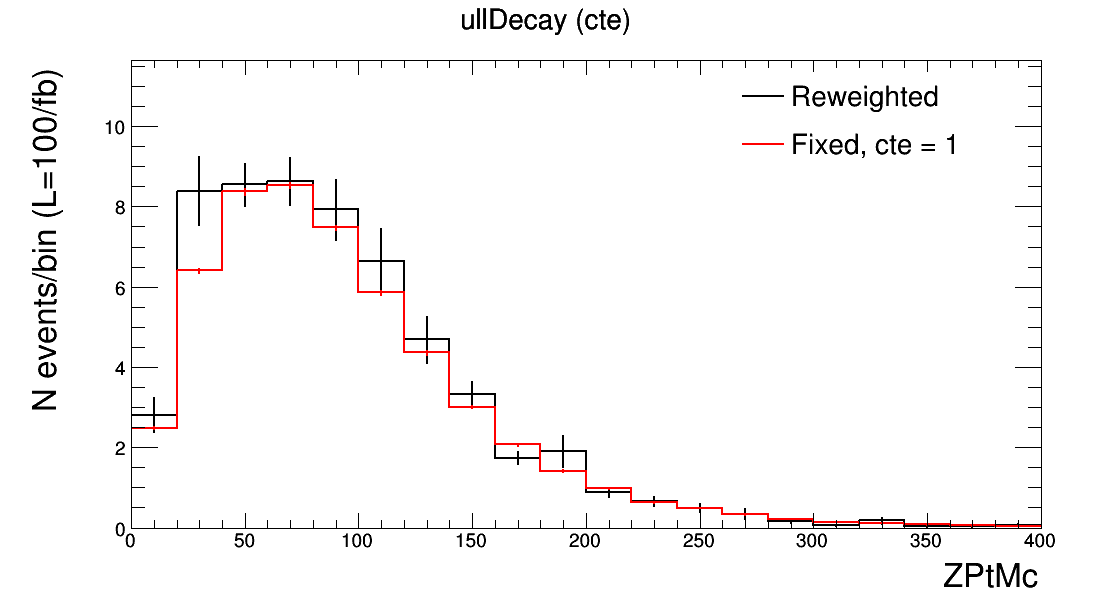 ullDecay (cte)
N events/bin (L=100/fb)
Reweighted
Fixed, cte = 1
10
8
6
4
2
0
0 50 100 150 200 250 300 350 400
ZPtMc